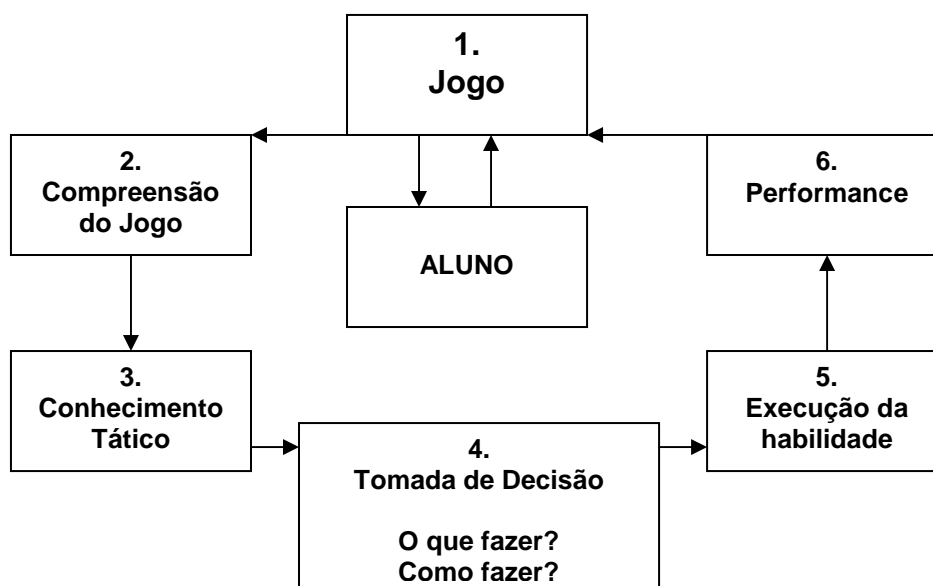 1.
Jogo
2.
Compreensão
do Jogo
ALUNO
6.
Performance
3.
Conhecimento
Tático
4.
Tomada de Decisão
O que fazer?
Como fazer?
5.
Execução da
habilidade